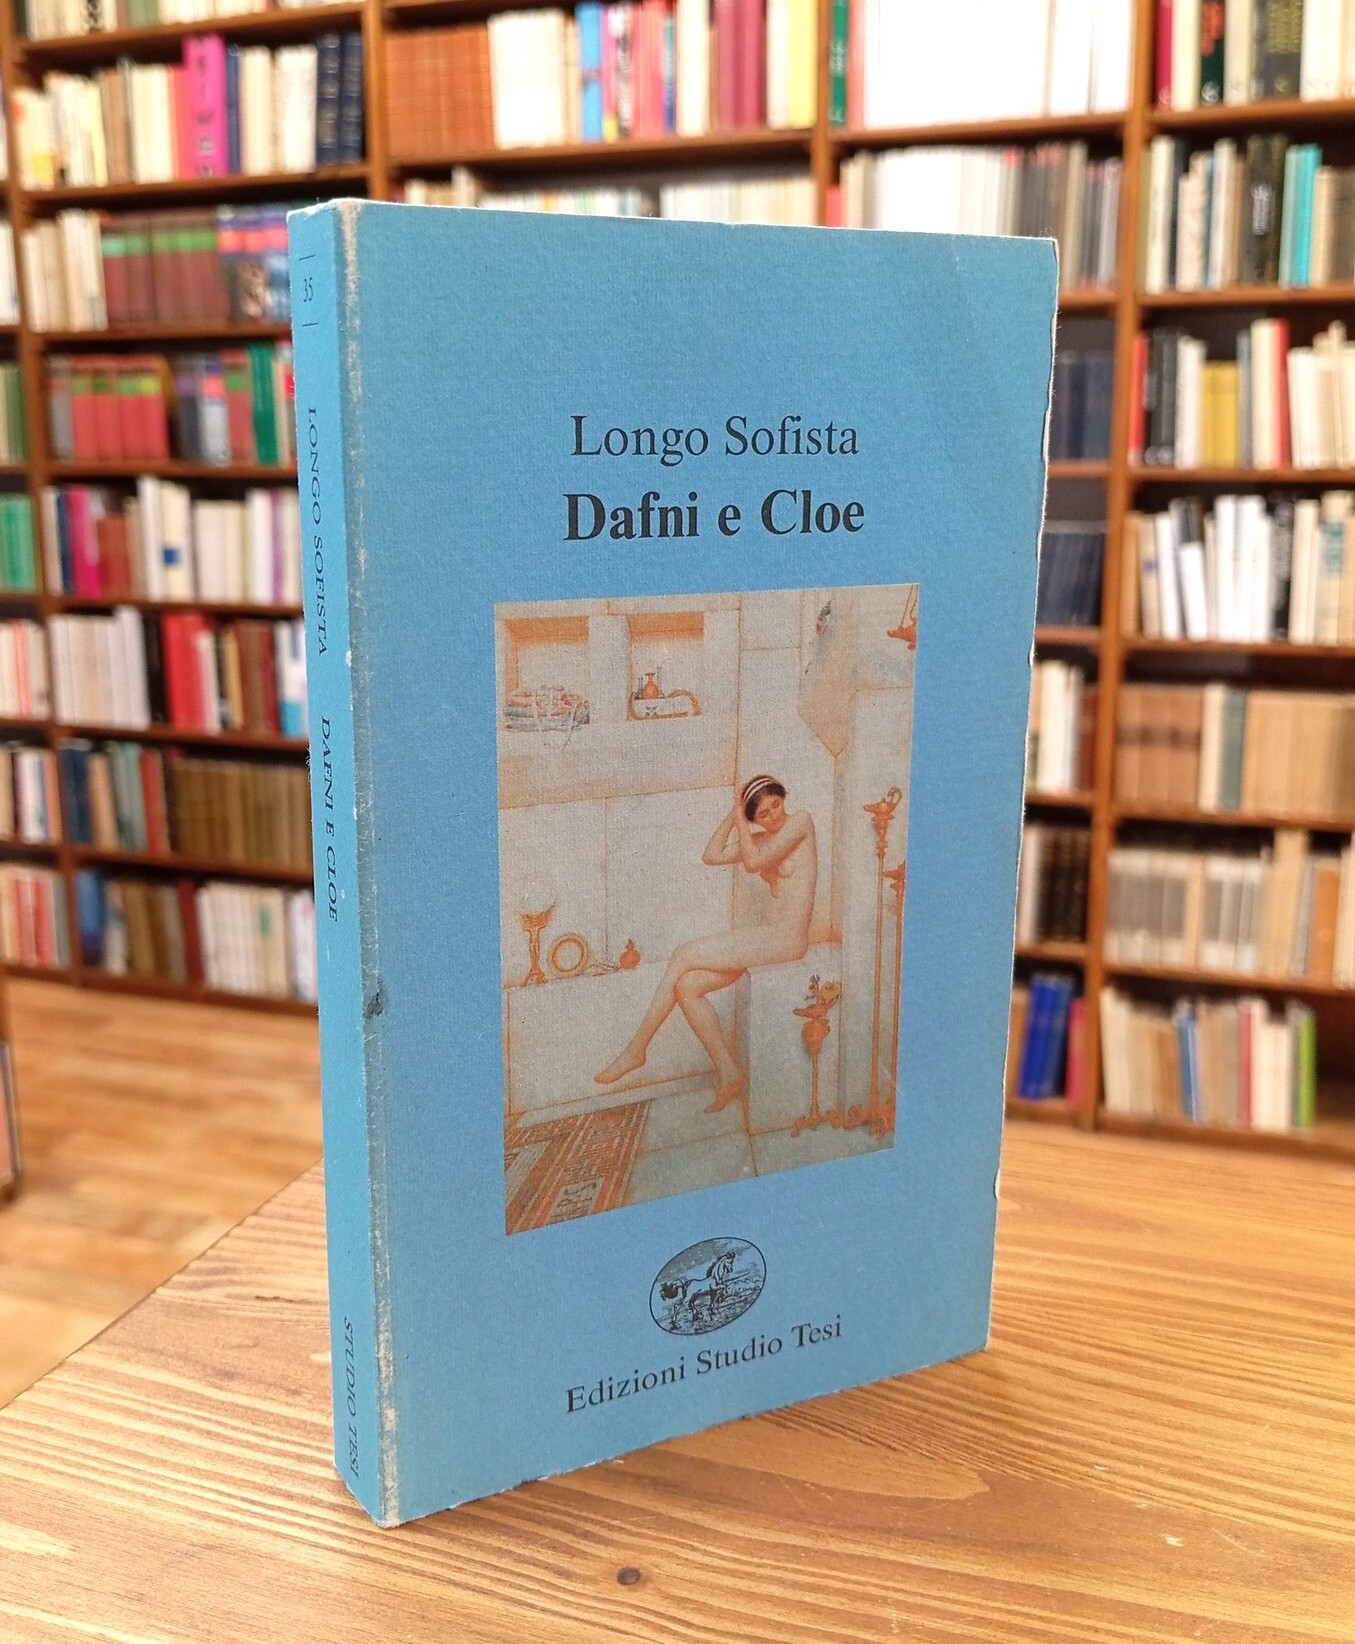 Longo Sofista
Dafni e Cloe
Edizioni Studio Tesi
35
LONGO SOFISTA DAFNI E CLOE
STUDIO TESI